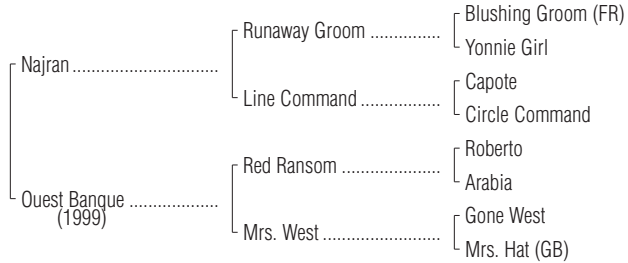 Blushing Groom (FR)
Runaway Groom ...............
Yonnie Girl
Najran ................................
Capote
Line Command ..................
Circle Command
Roberto
Red Ransom ......................
Arabia
Ouest Banque ...................
(1999)
Gone West
Mrs. West ..........................
Mrs. Hat (GB)